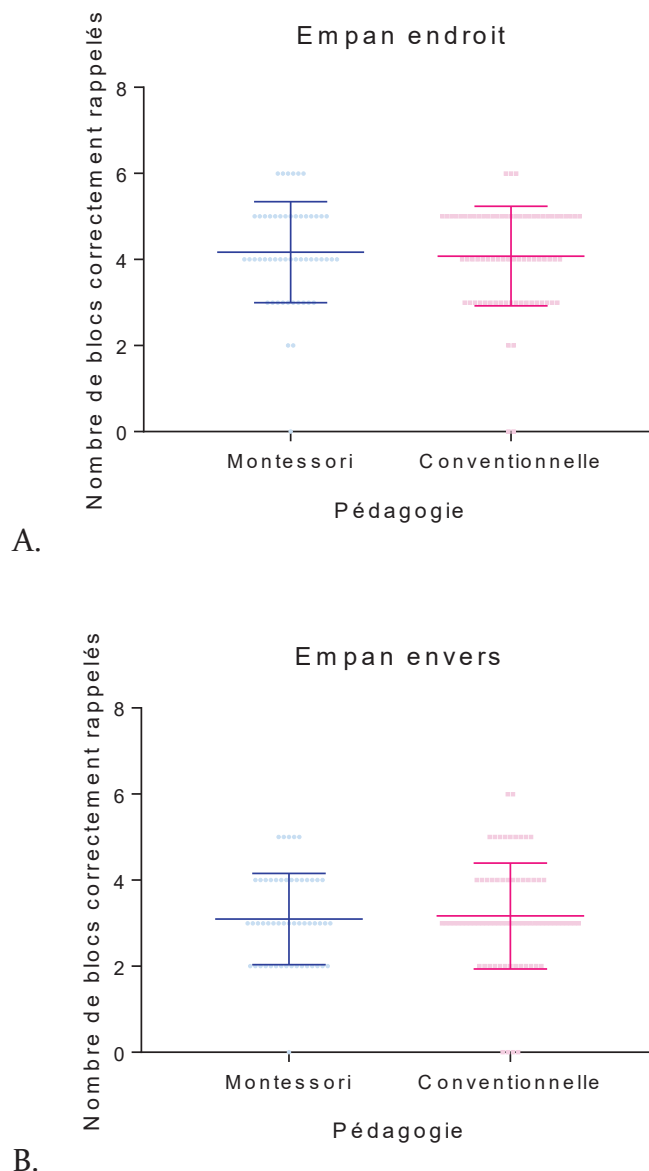 Empan endroit
Nombre de blocs correctement rappelés
8
6
4
2
0
Montessori Conventionnelle
Pédagogie
A.
Empan envers
Nombre de blocs correctement rappelés
8
6
4
2
0
Montessori Conventionnelle
Pédagogie
B.